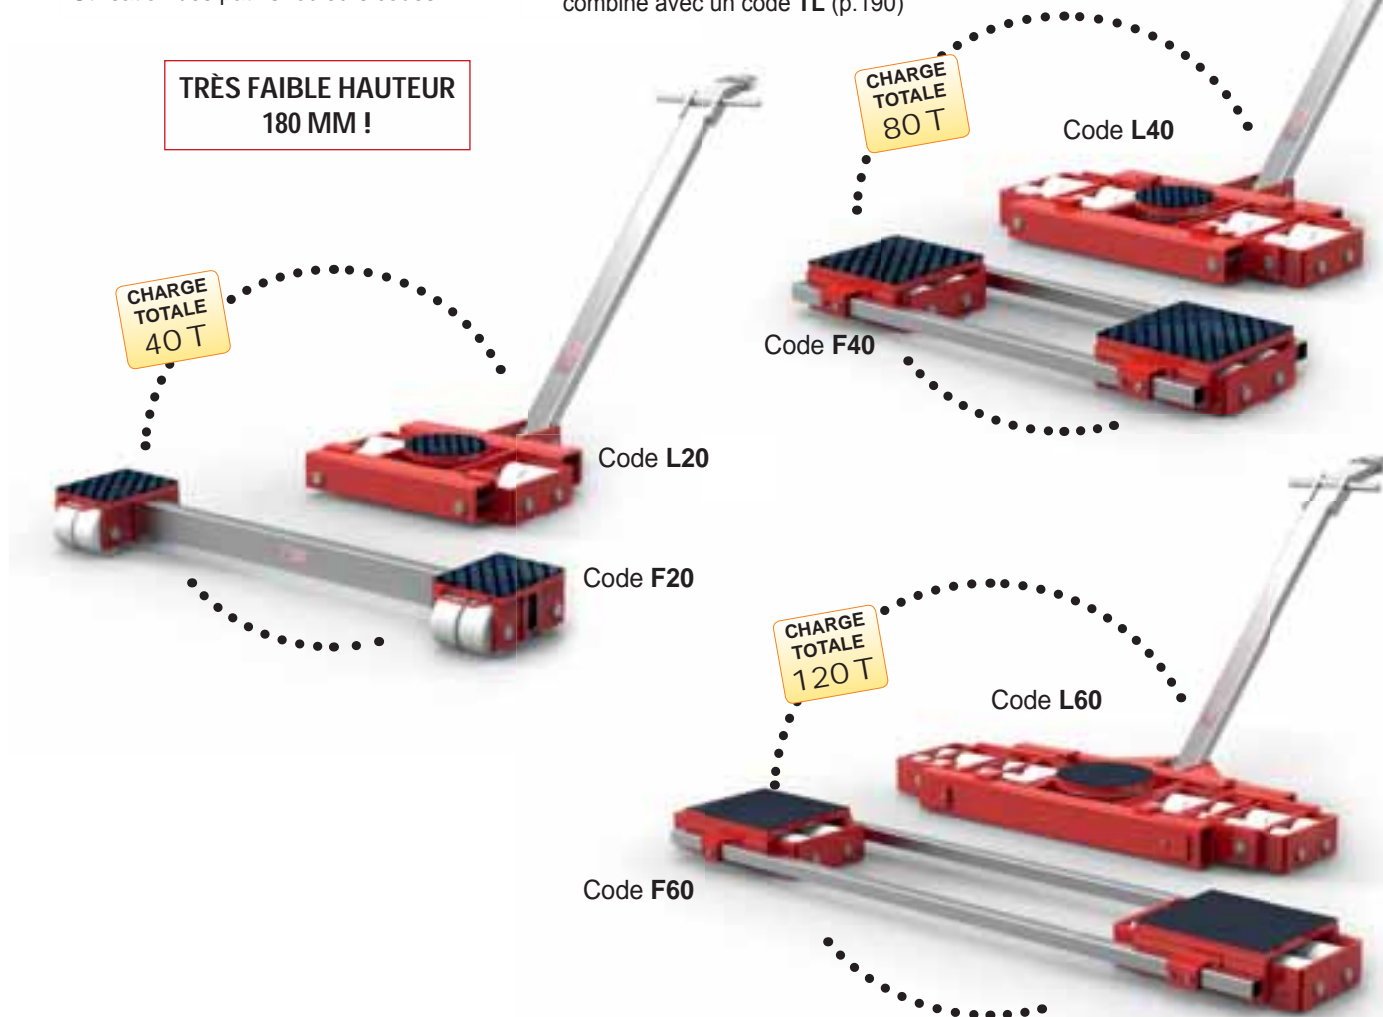 combiné avec un code TL (p.190)
TRÈS FAIBLE HAUTEUR
180 MM !
CHARGE
TOTALE
80 T
Code L40
Code F40
CHARGE
TOTALE
40 T
Code L20
Code F20
CHARGE
TOTALE
120 T
Code L60
Code F60